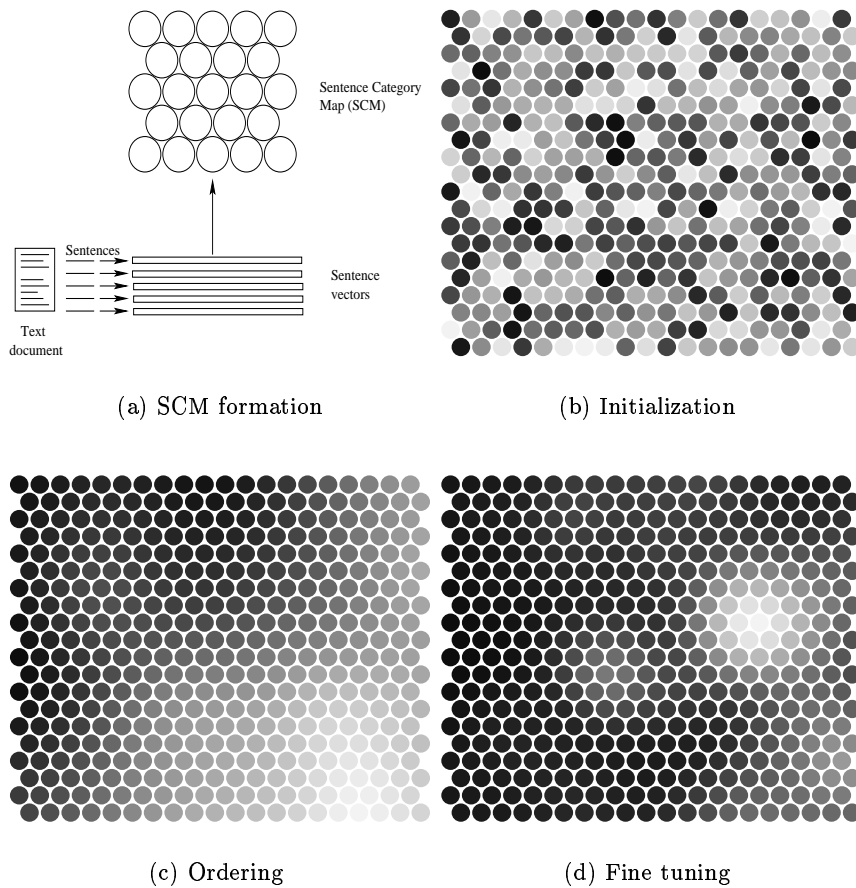 Sentence Category
Map (SCM)
Sentences
Sentence
vectors
Text
document
(a) SCM formation
(b) Initialization
(c) Ordering
(d) Fine tuning